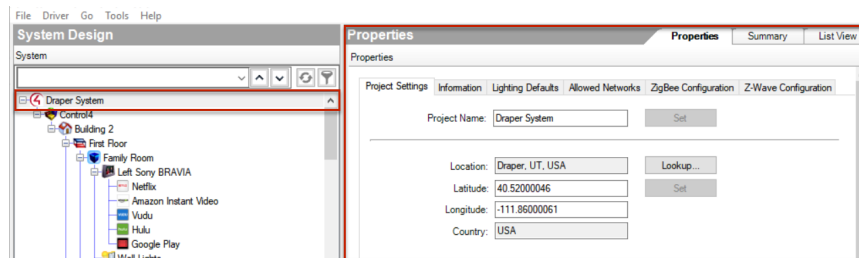 File Driver Go Tools Help
System Design
System
Draper System
Control4
Building 2
First Floor
Family Room
Left Sony BRAVIA
Netflix
Amazon Instant Video
Vudu
Hulu
Google Play
Wall Lights
Properties
Properties Summary List View
Properties
Project Settings Information Lighting Defaults Allowed Networks ZigBee Configuration Z-Wave Configuration
Project Name: Draper System Set
Location: Draper, UT, USA Lookup...
Latitude: 40.52000046 Set
Longitude: -111.86000061
Country: USA